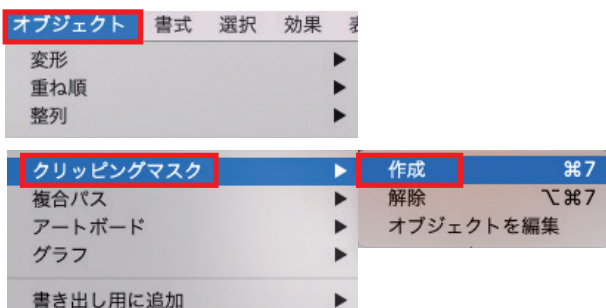 オブジェクト 書式 選択 効果
変形
重ね順
整列
クリッピングマスク
複合パス
アートボード
グラフ
書き出し用に追加
作成 ⌘7
解除 ⌥⌘7
オブジェクトを編集